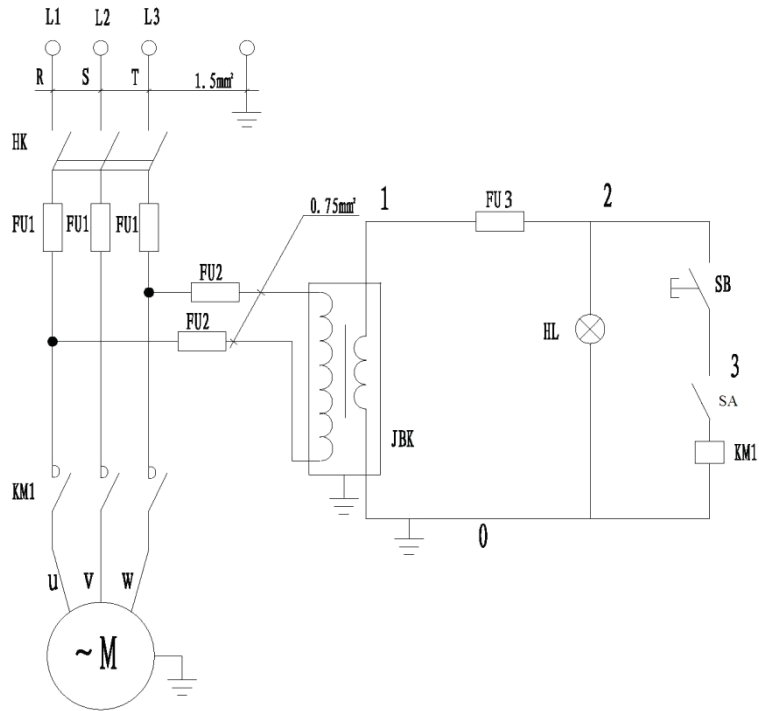 L1 L2 L3
R S T 1.5mm²
HK
FU1 FU1 FU1
0.75mm²
1 FU3 2
FU2
SB
FU2
HL
3
SA
JBK
KM1
KM1
0
u v w
~M